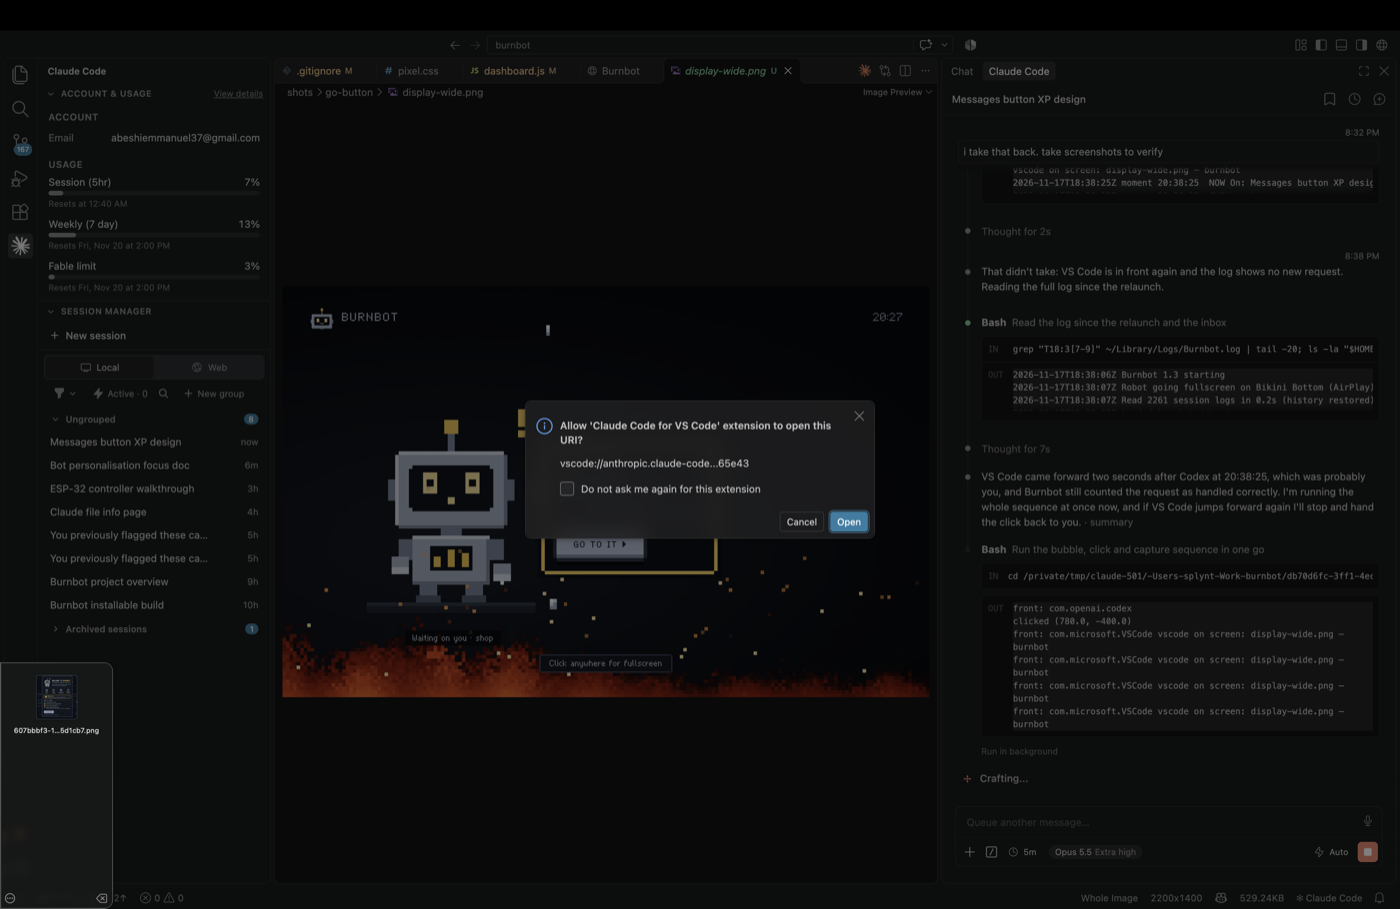 burnbot
Claude Code
ACCOUNT & USAGE
View details
ACCOUNT
Email
abeshiemmanuel37@gmail.com
USAGE
Session (5hr)
7%
Resets at 12:40 AM
Weekly (7 day)
13%
Resets Fri, Nov 20 at 2:00 PM
Fable limit
3%
Resets Fri, Nov 20 at 2:00 PM
SESSION MANAGER
+ New session
Local
Web
Active · 0
+ New group
Ungrouped
8
Messages button XP design
now
Bot personalisation focus doc
6m
ESP-32 controller walkthrough
3h
Claude file info page
4h
You previously flagged these ca...
5h
You previously flagged these ca...
5h
Burnbot project overview
9h
Burnbot installable build
10h
Archived sessions
1
167
607bbbf3-1...5d1cb7.png
2↑
0
0
.gitignore M
# pixel.css
JS dashboard.js M
Burnbot
display-wide.png U
shots > go-button > display-wide.png
Image Preview
BURNBOT
20:27
GO TO IT
Waiting on you · shop
Click anywhere for fullscreen
Allow 'Claude Code for VS Code' extension to open this
URI?
vscode://anthropic.claude-code...65e43
Do not ask me again for this extension
Cancel
Open
Chat
Claude Code
Messages button XP design
8:32 PM
i take that back. take screenshots to verify
vscode on screen: display-wide.png — burnbot
2026-11-17T18:38:25Z moment 20:38:25 NOW On: Messages button XP desig
Thought for 2s
8:38 PM
That didn't take: VS Code is in front again and the log shows no new request.
Reading the full log since the relaunch.
Bash Read the log since the relaunch and the inbox
IN grep "T18:3[7-9]" ~/Library/Logs/Burnbot.log | tail -20; ls -la "$HOME
OUT 2026-11-17T18:38:06Z Burnbot 1.3 starting
2026-11-17T18:38:07Z Robot going fullscreen on Bikini Bottom (AirPlay)
2026-11-17T18:38:07Z Read 2261 session logs in 0.2s (history restored)
Thought for 7s
VS Code came forward two seconds after Codex at 20:38:25, which was probably
you, and Burnbot still counted the request as handled correctly. I'm running the
whole sequence at once now, and if VS Code jumps forward again I'll stop and hand
the click back to you. · summary
Bash Run the bubble, click and capture sequence in one go
IN cd /private/tmp/claude-501/-Users-splynt-Work-burnbot/db70d6fc-3ff1-4ec
OUT front: com.openai.codex
clicked (780.0, -400.0)
front: com.microsoft.VSCode vscode on screen: display-wide.png —
burnbot
front: com.microsoft.VSCode vscode on screen: display-wide.png —
burnbot
front: com.microsoft.VSCode vscode on screen: display-wide.png —
burnbot
front: com.microsoft.VSCode vscode on screen: display-wide.png —
burnbot
Run in background
Crafting...
Queue another message...
5m
Opus 5.5 Extra high
Auto
Whole Image
2200x1400
529.24KB
Claude Code